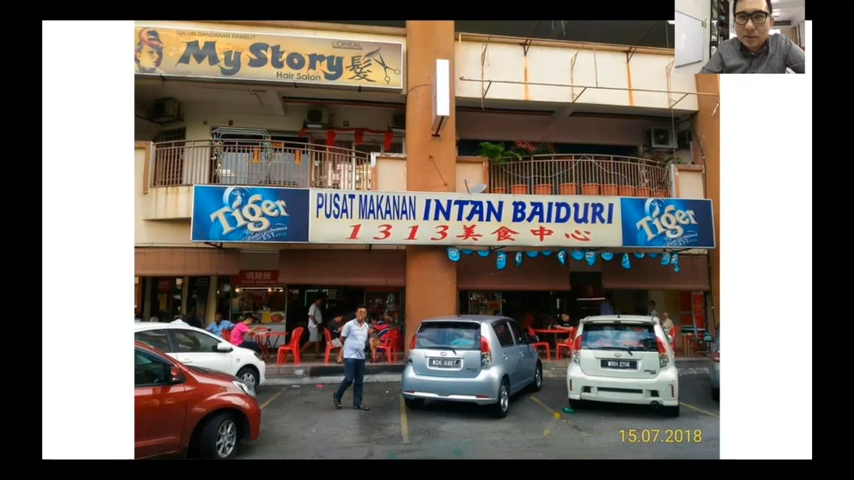 SALUN DANDANAN RAMBUT
L'OREAL
My Story 髮
Hair Salon
Tiger
PUSAT MAKANAN INTAN BAIDURI
1313美食中心
Tiger
15.07.2018